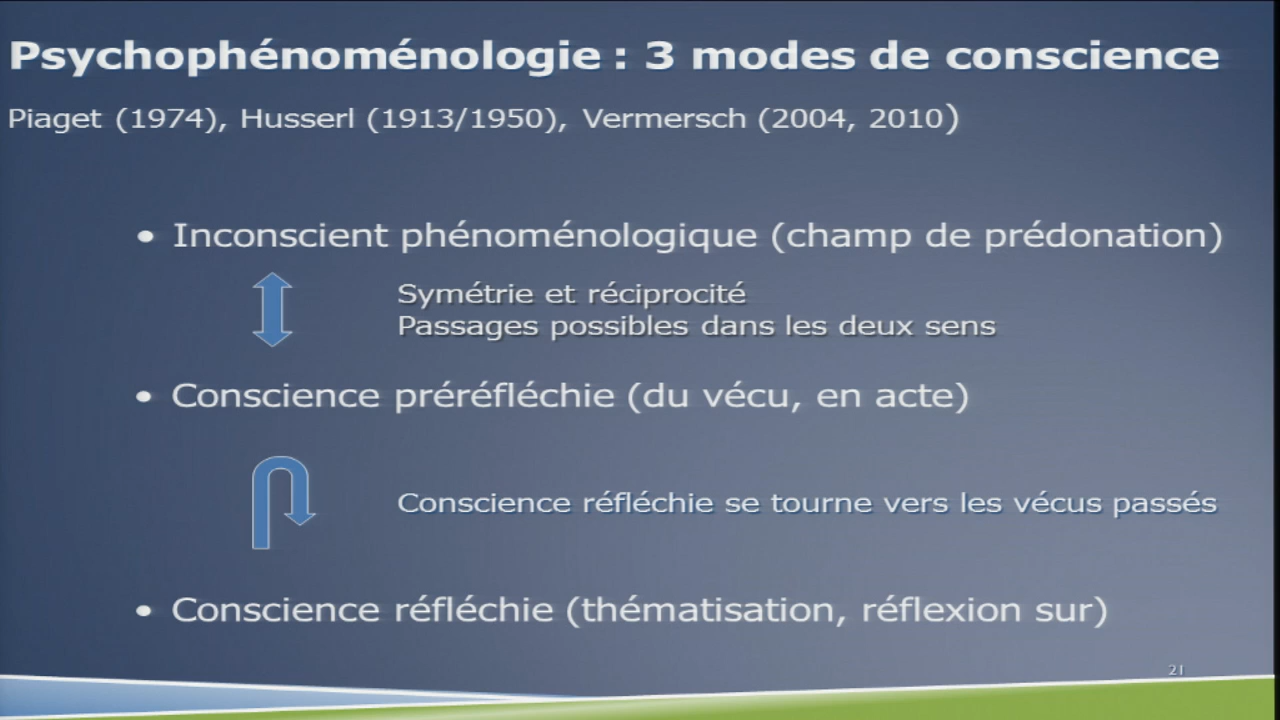 Psychophénoménologie : 3 modes de conscience
Piaget (1974), Husserl (1913/1950), Vermersch (2004, 2010)
• Inconscient phénoménologique (champ de prédonation)
Symétrie et réciprocité
Passages possibles dans les deux sens
• Conscience préréfléchie (du vécu, en acte)
Conscience réfléchie se tourne vers les vécus passés
• Conscience réfléchie (thématisation, réflexion sur)
21